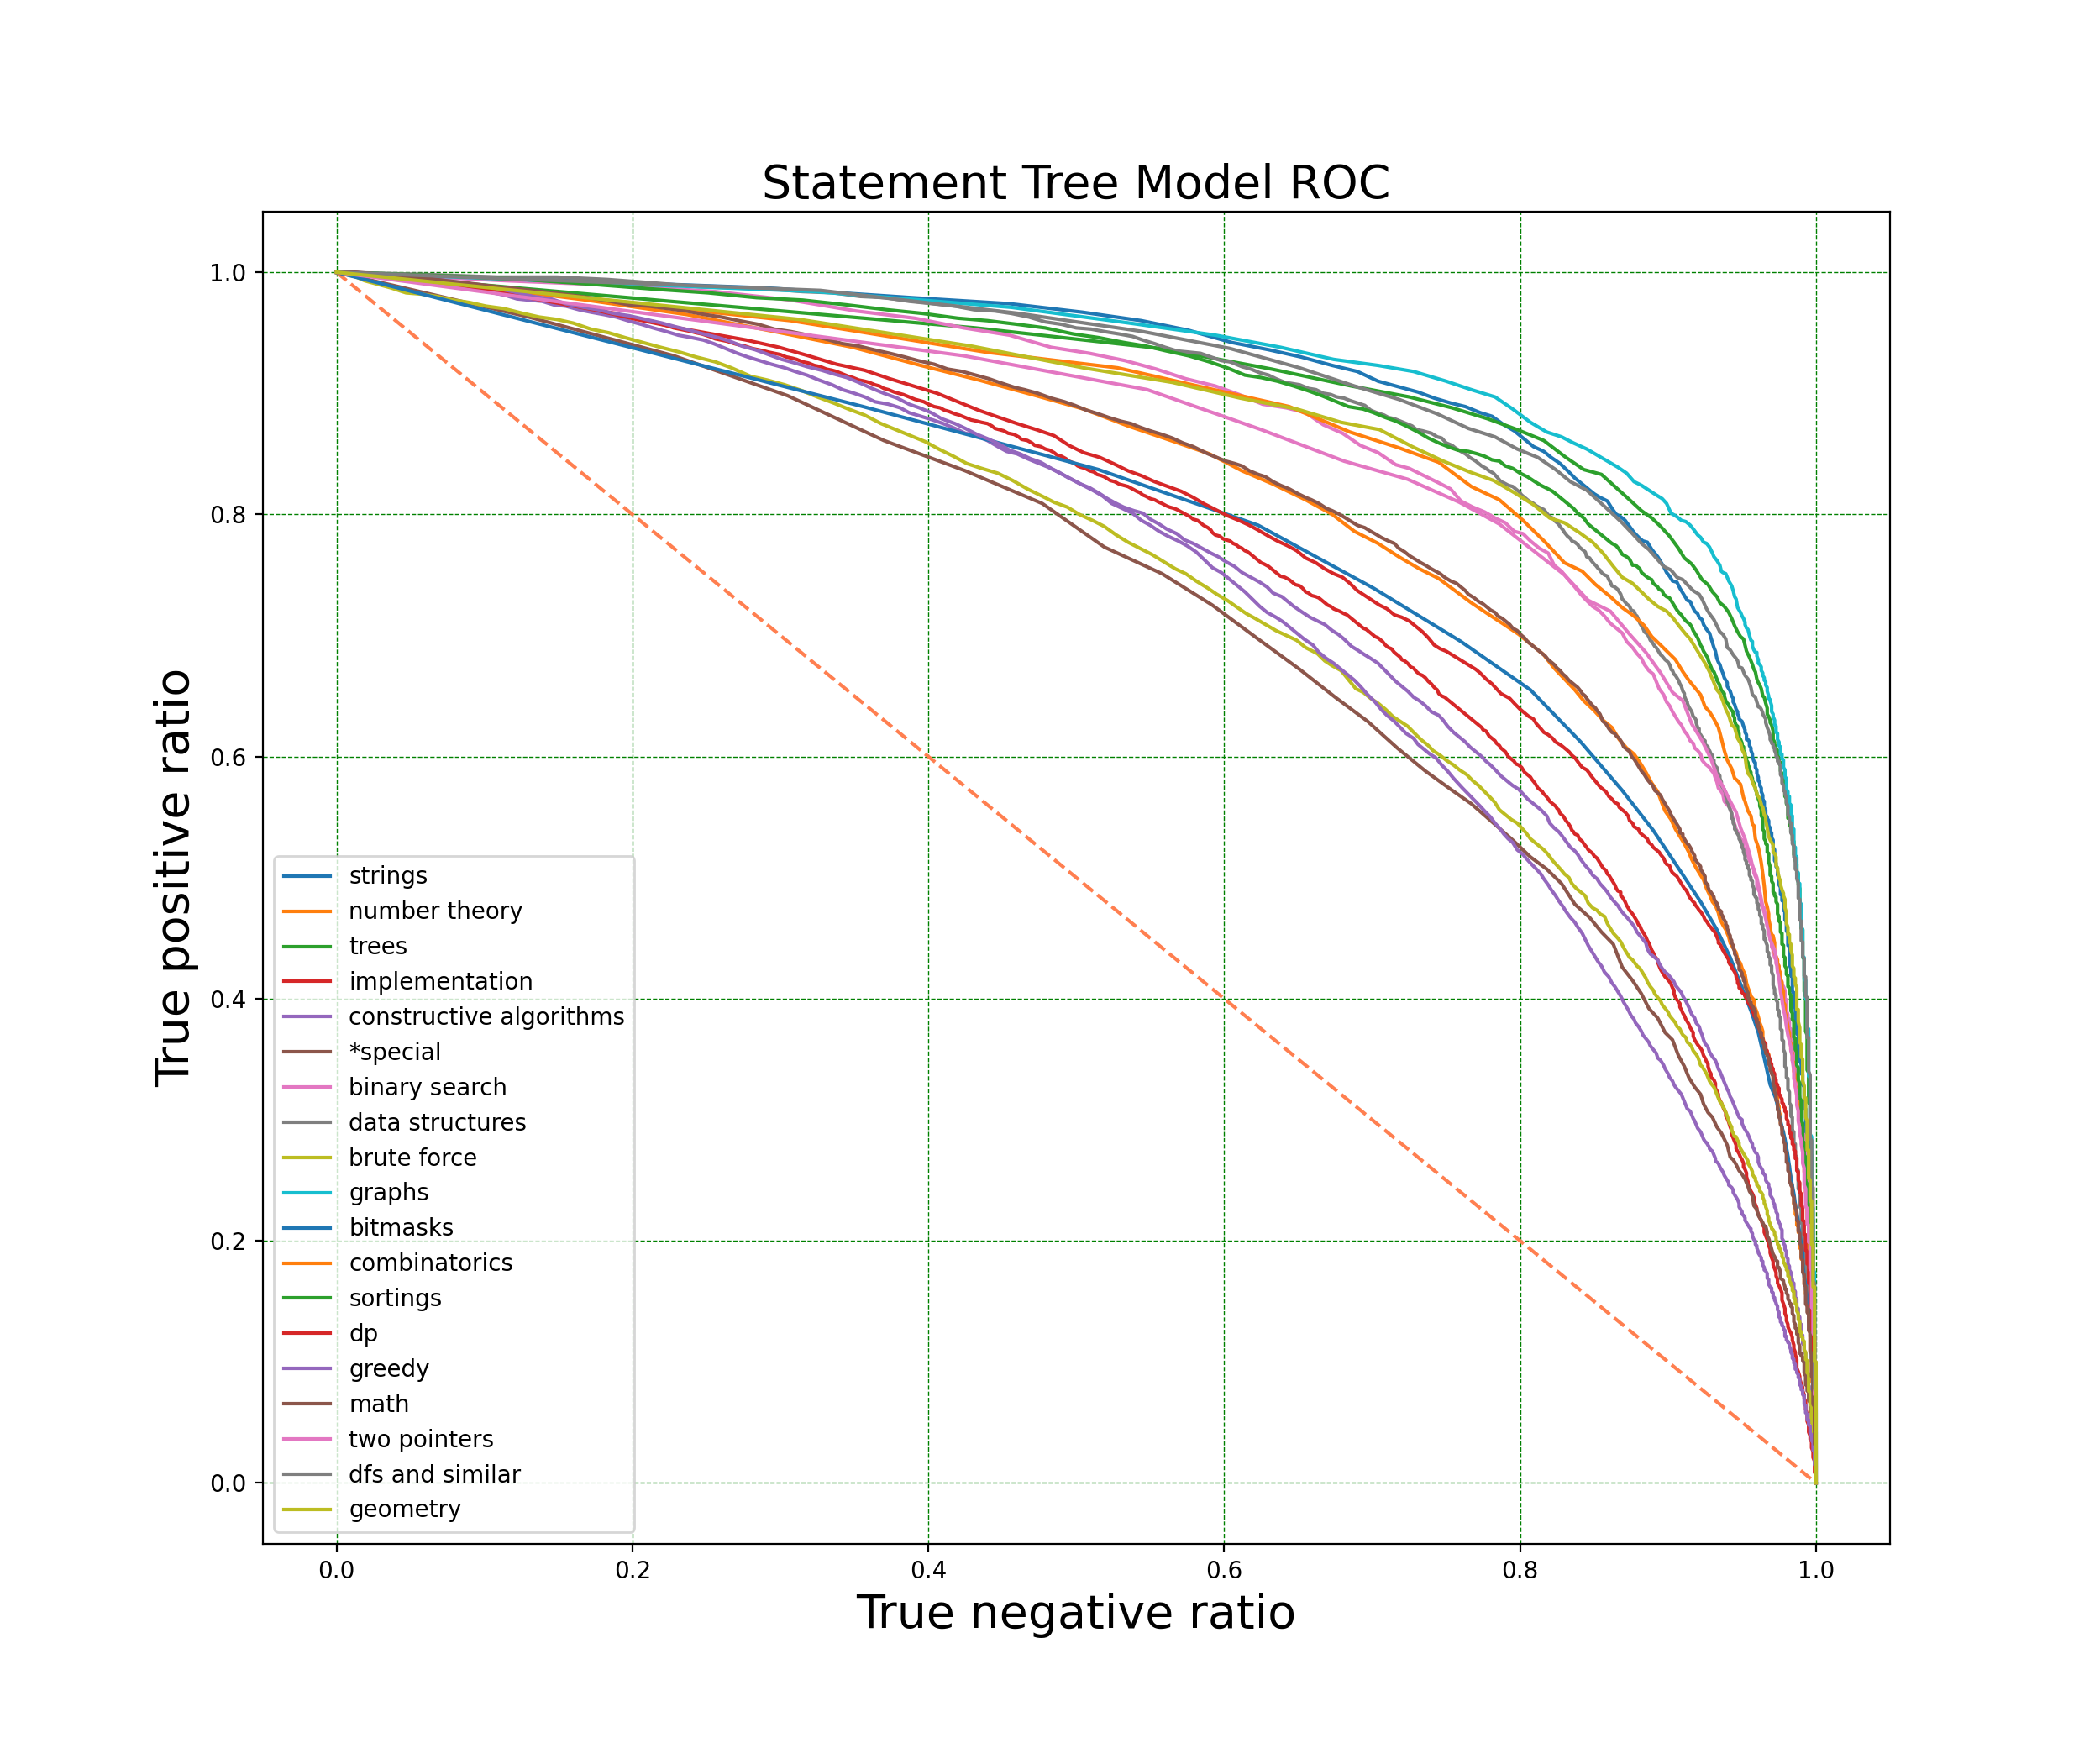 Statement Tree Model ROC
True positive ratio
1.0
0.8
0.6
0.4
0.2
0.0
strings
number theory
trees
implementation
constructive algorithms
*special
binary search
data structures
brute force
graphs
bitmasks
combinatorics
sortings
dp
greedy
math
two pointers
dfs and similar
geometry
0.0 0.2 0.4 0.6 0.8 1.0
True negative ratio